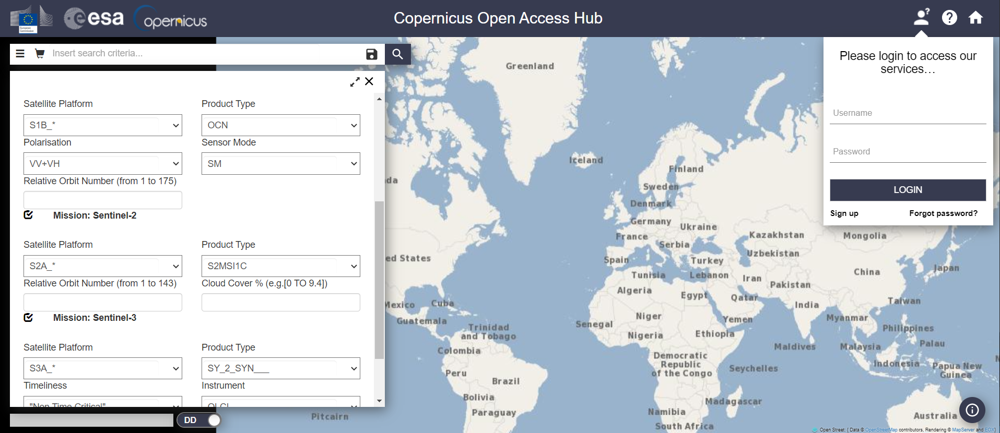 European
Commission
esa
opernicus
Copernicus Open Access Hub
Insert search criteria...
Please login to access our
services...
Username
Password
LOGIN
Sign up
Forgot password?
Satellite Platform
Product Type
S1B_*
OCN
Polarisation
Sensor Mode
VV+VH
SM
Relative Orbit Number (from 1 to 175)
Mission: Sentinel-2
Satellite Platform
Product Type
S2A_*
S2MSI1C
Relative Orbit Number (from 1 to 143)
Cloud Cover % (e.g.[0 TO 9.4])
Mission: Sentinel-3
Satellite Platform
Product Type
S3A_*
SY_2_SYN___
Timeliness
Instrument
"Non Time Critical"
OLCI
DD
Greenland
Iceland
Finland
Sweden
Denmark
da
Germany
Ukraine
France
Serbia
Kazakhstan
Mongolia
Uzbekistan
ed States
Spain
Turkey
Tunisia
Lebanon
Iran
China
Japan
Algeria
Egypt
Pakistan
Qatar
Mexico
Cuba
India
Taiwan
Guatemala
Niger
Yemen
Myanmar
Trinidad
and Tobago
Senegal
Nigeria
Ethiopia
Philippines
Colombia
Maldives
Malaysia
Palau
Democratic
Republic
of the Congo
Seychelles
Indonesia
Papua New
Guinea
N
Peru
Brazil
Bolivia
Madagascar
Pitcairn
Paraguay
Namibia
Australia
South Africa
Open Street: { Data © OpenStreetMap contributors, Rendering © MapServer and EOX}